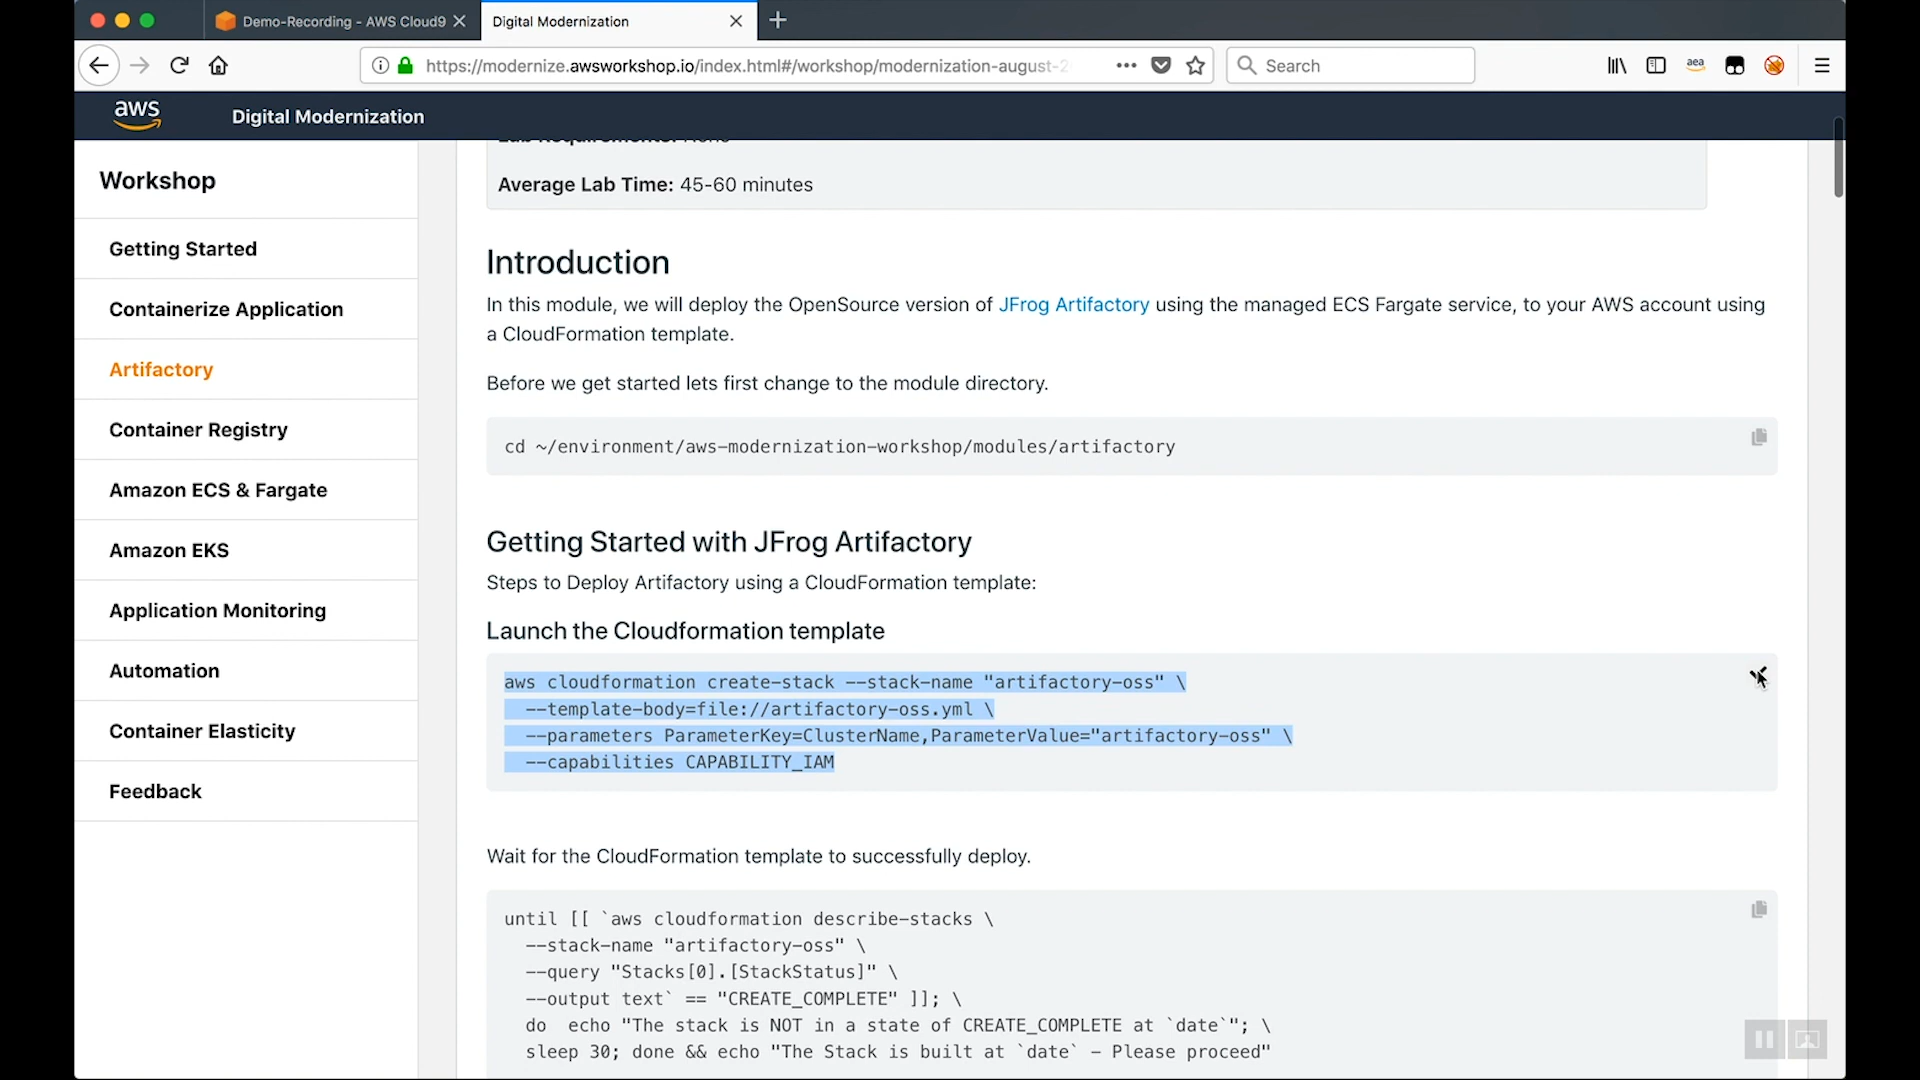 Demo-Recording - AWS Cloud9
Digital Modernization
https://modernize.awsworkshop.io/index.html#/workshop/modernization-august-2
Search
aea
aws
Digital Modernization
Workshop
Getting Started
Containerize Application
Artifactory
Container Registry
Amazon ECS & Fargate
Amazon EKS
Application Monitoring
Automation
Container Elasticity
Feedback
Average Lab Time: 45-60 minutes
Introduction
In this module, we will deploy the OpenSource version of JFrog Artifactory using the managed ECS Fargate service, to your AWS account using
a CloudFormation template.
Before we get started lets first change to the module directory.
cd ~/environment/aws-modernization-workshop/modules/artifactory
Getting Started with JFrog Artifactory
Steps to Deploy Artifactory using a CloudFormation template:
Launch the Cloudformation template
aws cloudformation create-stack --stack-name "artifactory-oss" \
--template-body=file://artifactory-oss.yml \
--parameters ParameterKey=ClusterName,ParameterValue="artifactory-oss" \
--capabilities CAPABILITY_IAM
Wait for the CloudFormation template to successfully deploy.
until [[ `aws cloudformation describe-stacks \
--stack-name "artifactory-oss" \
--query "Stacks[0].[StackStatus]" \
--output text` == "CREATE_COMPLETE" ]]; \
do  echo "The stack is NOT in a state of CREATE_COMPLETE at `date`"; \
sleep 30; done && echo "The Stack is built at `date` - Please proceed"